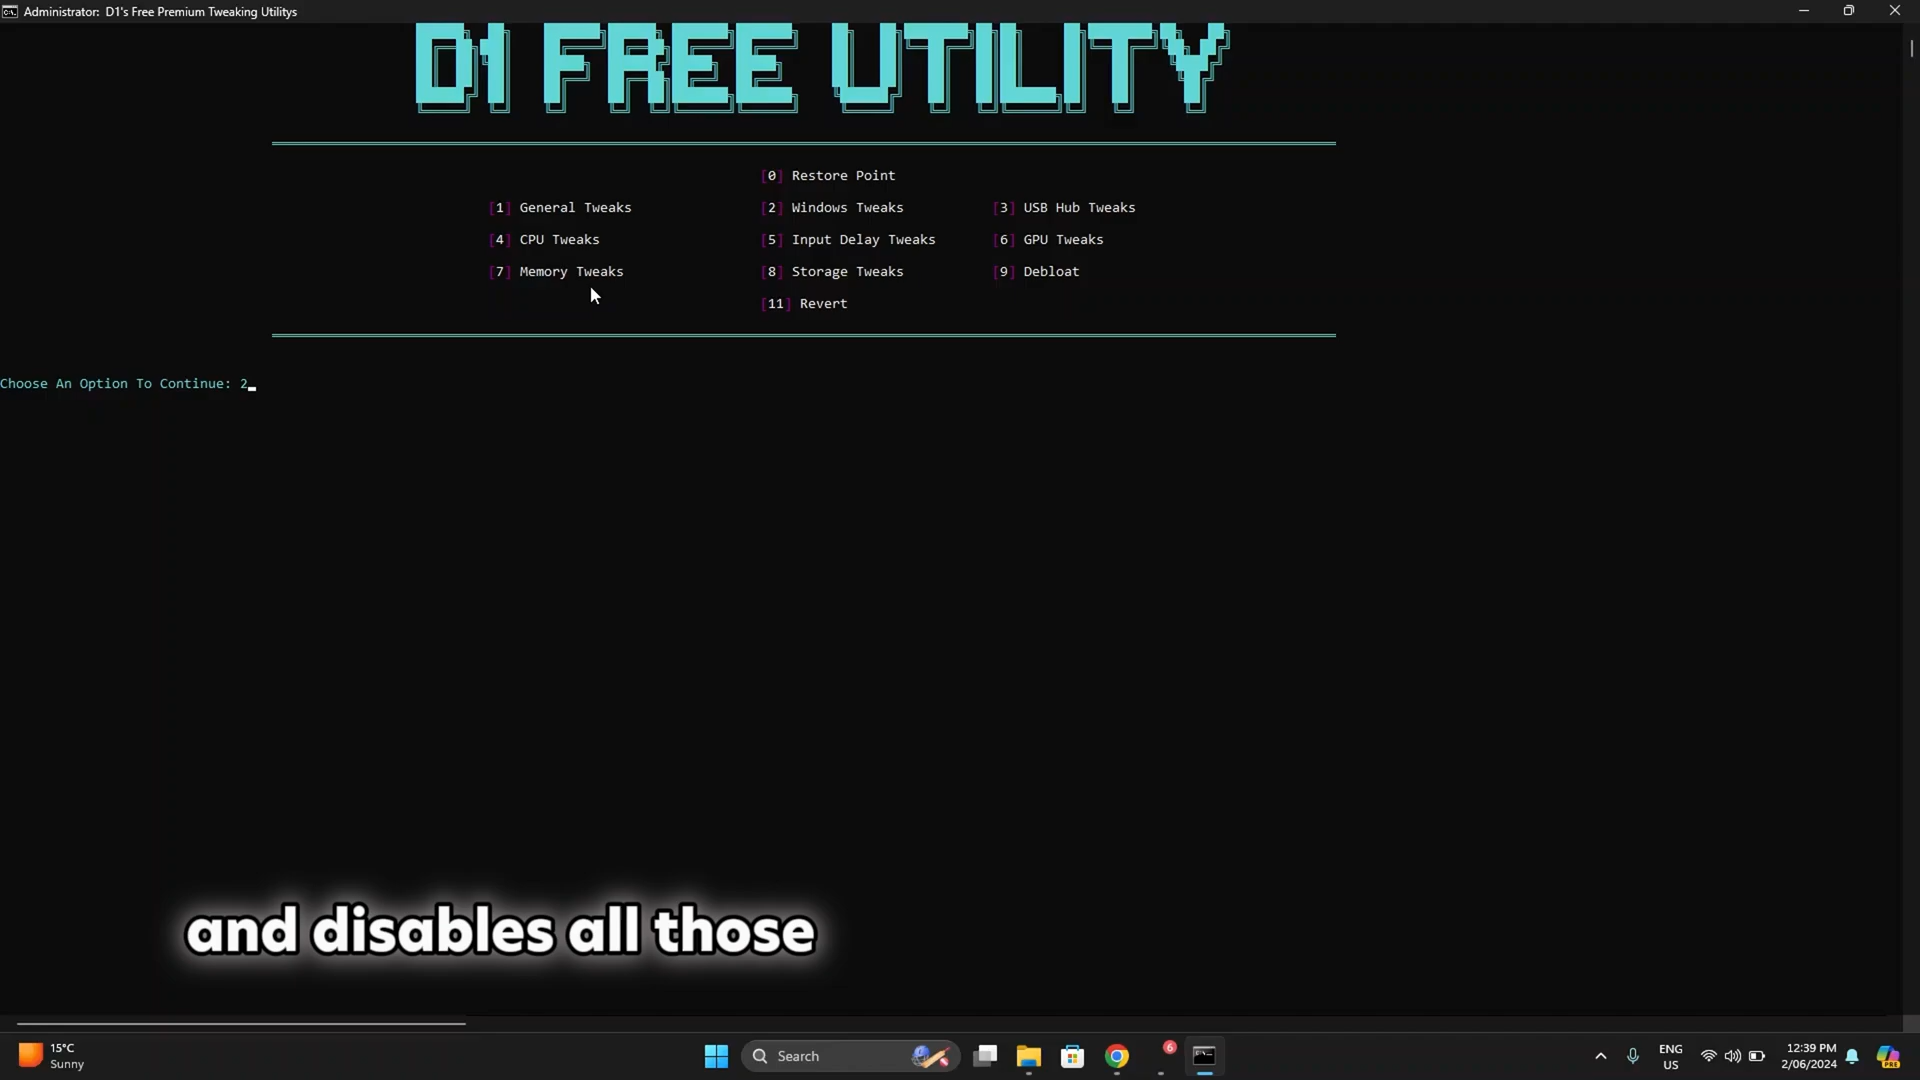 Administrator: D1's Free Premium Tweaking Utilitys
D1 FREE UTILITY
[0] Restore Point
[1] General Tweaks [2] Windows Tweaks [3] USB Hub Tweaks
[4] CPU Tweaks [5] Input Delay Tweaks [6] GPU Tweaks
[7] Memory Tweaks [8] Storage Tweaks [9] Debloat
[11] Revert
Choose An Option To Continue: 2
and disables all those
15°C
Sunny
Search
6
ENG
US
12:39 PM
2/06/2024
PRE